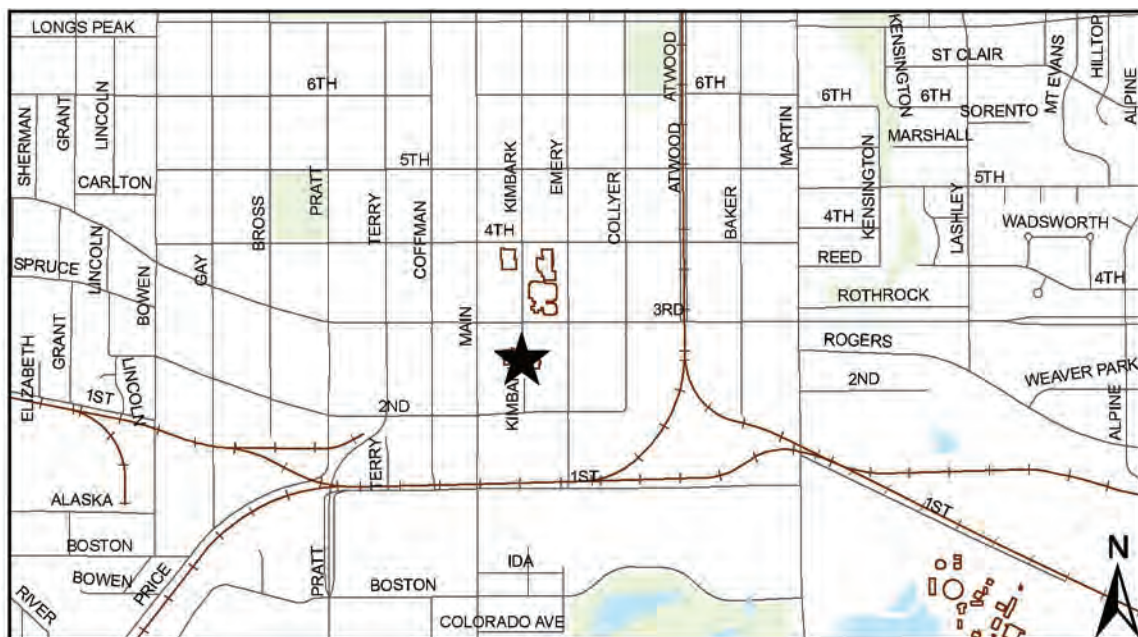 LONGS PEAK
6TH
ATWOOD
6TH
KENSINGTON
ST CLAIR
MT EVANS
HILLTOP
ALPINE
6TH
6TH
SORENTO
SHERMAN
GRANT
LINCOLN
CARLTON
5TH
KIMBARK
EMERY
ATWOOD
MARTIN
MARSHALL
5TH
BROSS
PRATT
TERRY
COFFMAN
4TH
COLLYER
BAKER
4TH
KENSINGTON
LASHLEY
WADSWORTH
SPRUCE
LINCOLN
BOWEN
GAY
REED
4TH
ROTHROCK
MAIN
3RD
ROGERS
ELIZABETH
GRANT
1ST
LINCOLN
2ND
KIMBA
2ND
WEAVER PARK
ALPINE
TERRY
1ST
ALASKA
1ST
BOSTON
BOWEN
PRICE
PRATT
BOSTON
IDA
N
RIVER
COLORADO AVE